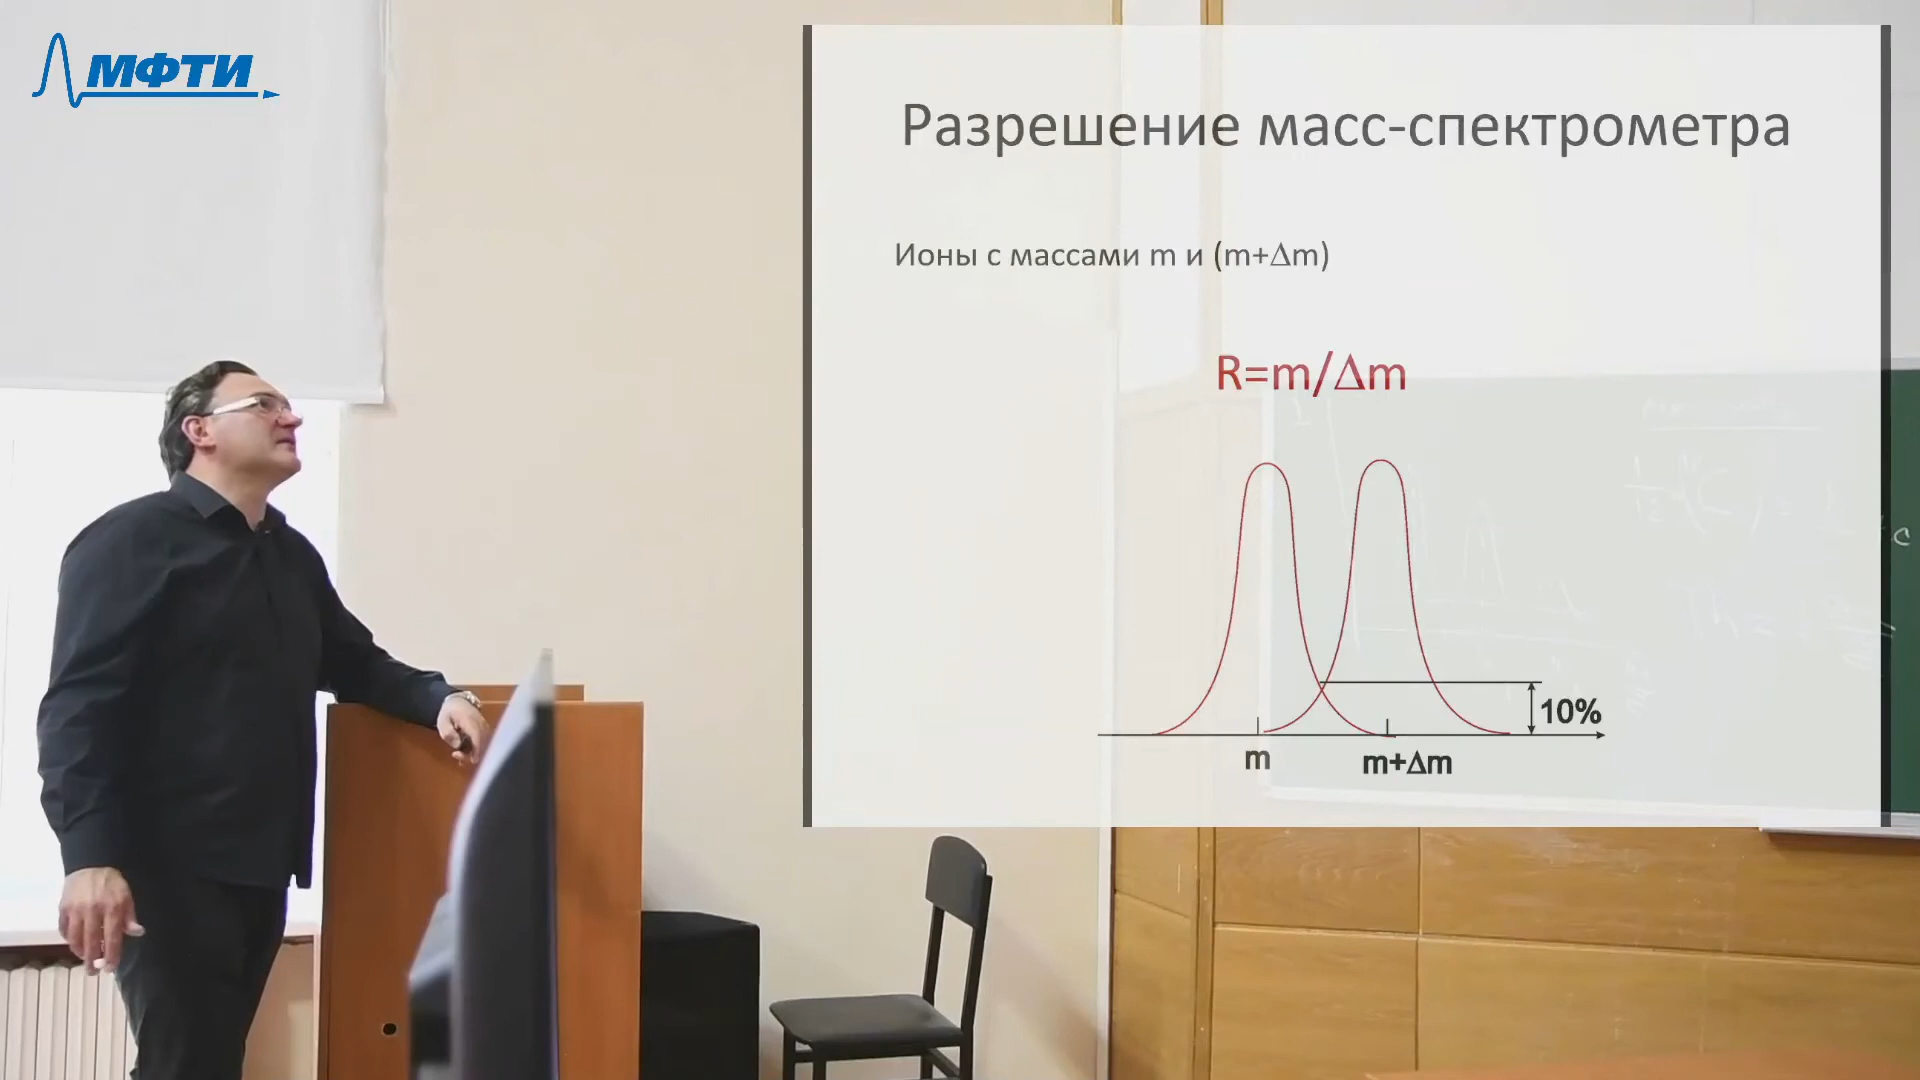 МФТИ
Разрешение масс-спектрометра
Ионы с массами m и (m+Δm)
R=m/Δm
10%
m
m+Δm